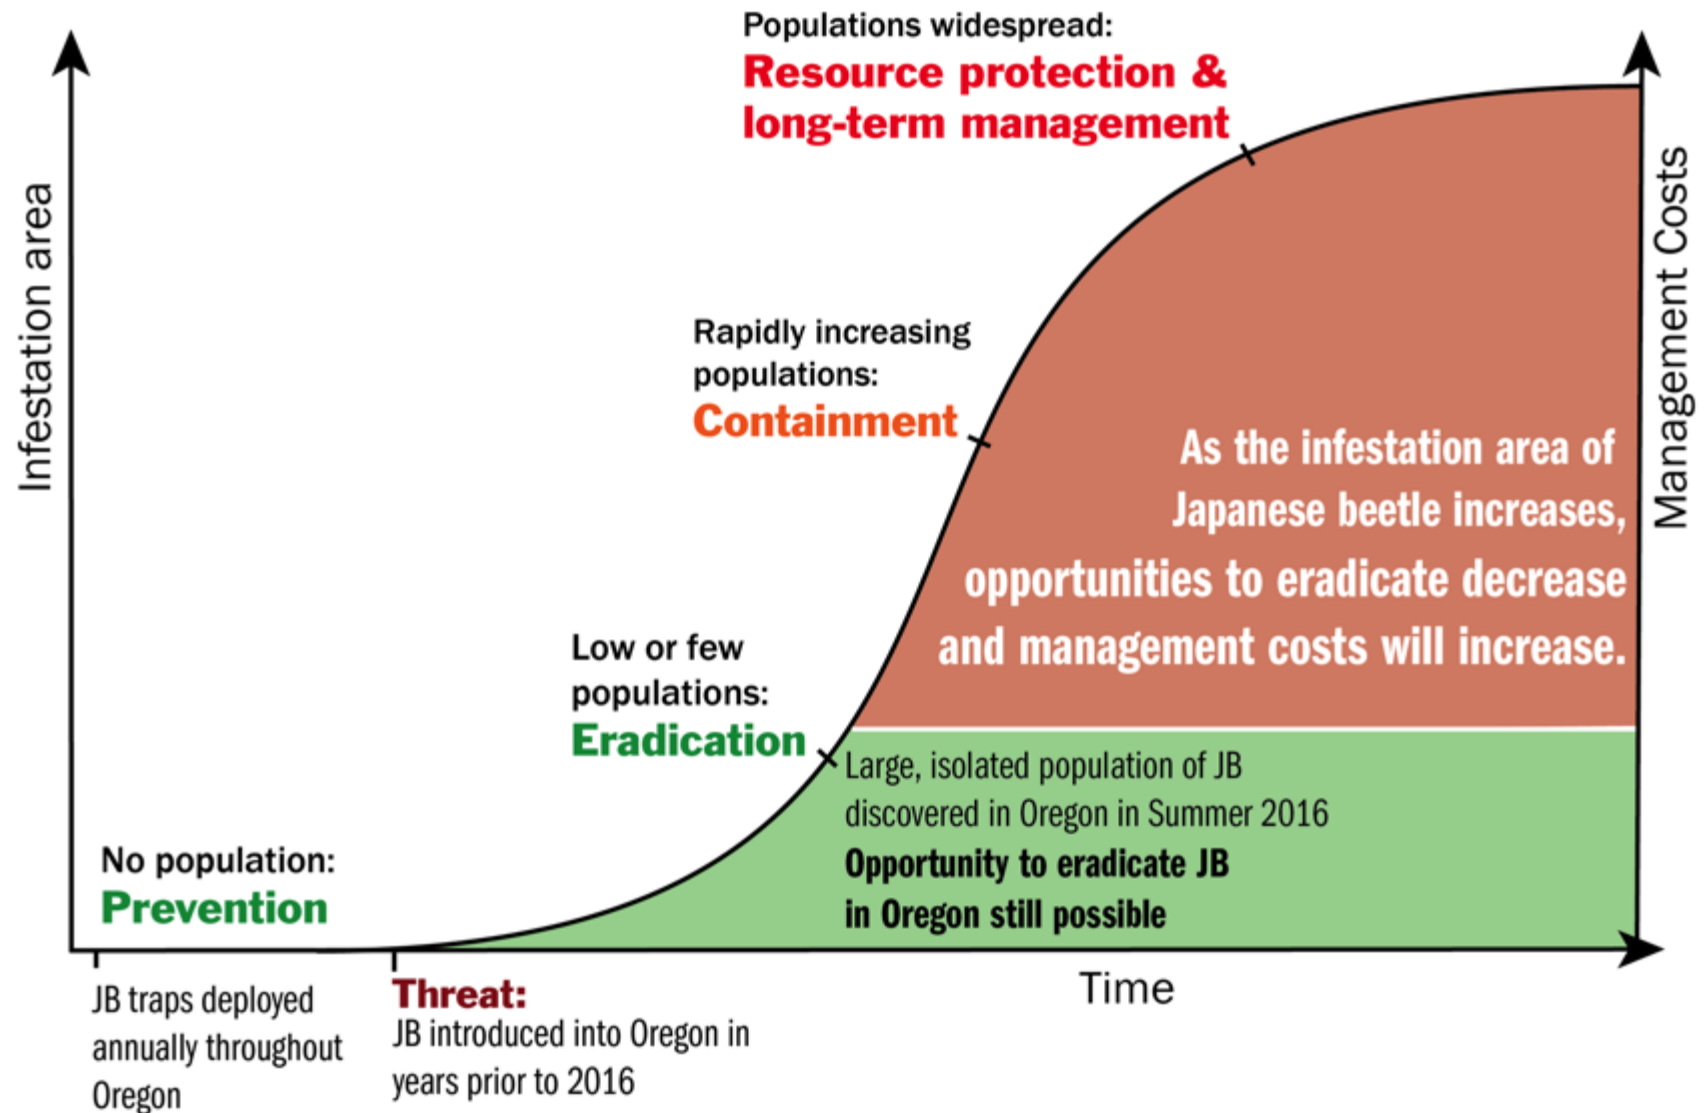 Populations widespread:
Resource protection &
long-term management
Infestation area
Management Costs
Rapidly increasing
populations:
Containment
As the infestation area of
Japanese beetle increases,
opportunities to eradicate decrease
and management costs will increase.
Low or few
populations:
Eradication
Large, isolated population of JB
discovered in Oregon in Summer 2016
Opportunity to eradicate JB
in Oregon still possible
No population:
Prevention
Time
JB traps deployed
annually throughout
Oregon
Threat:
JB introduced into Oregon in
years prior to 2016